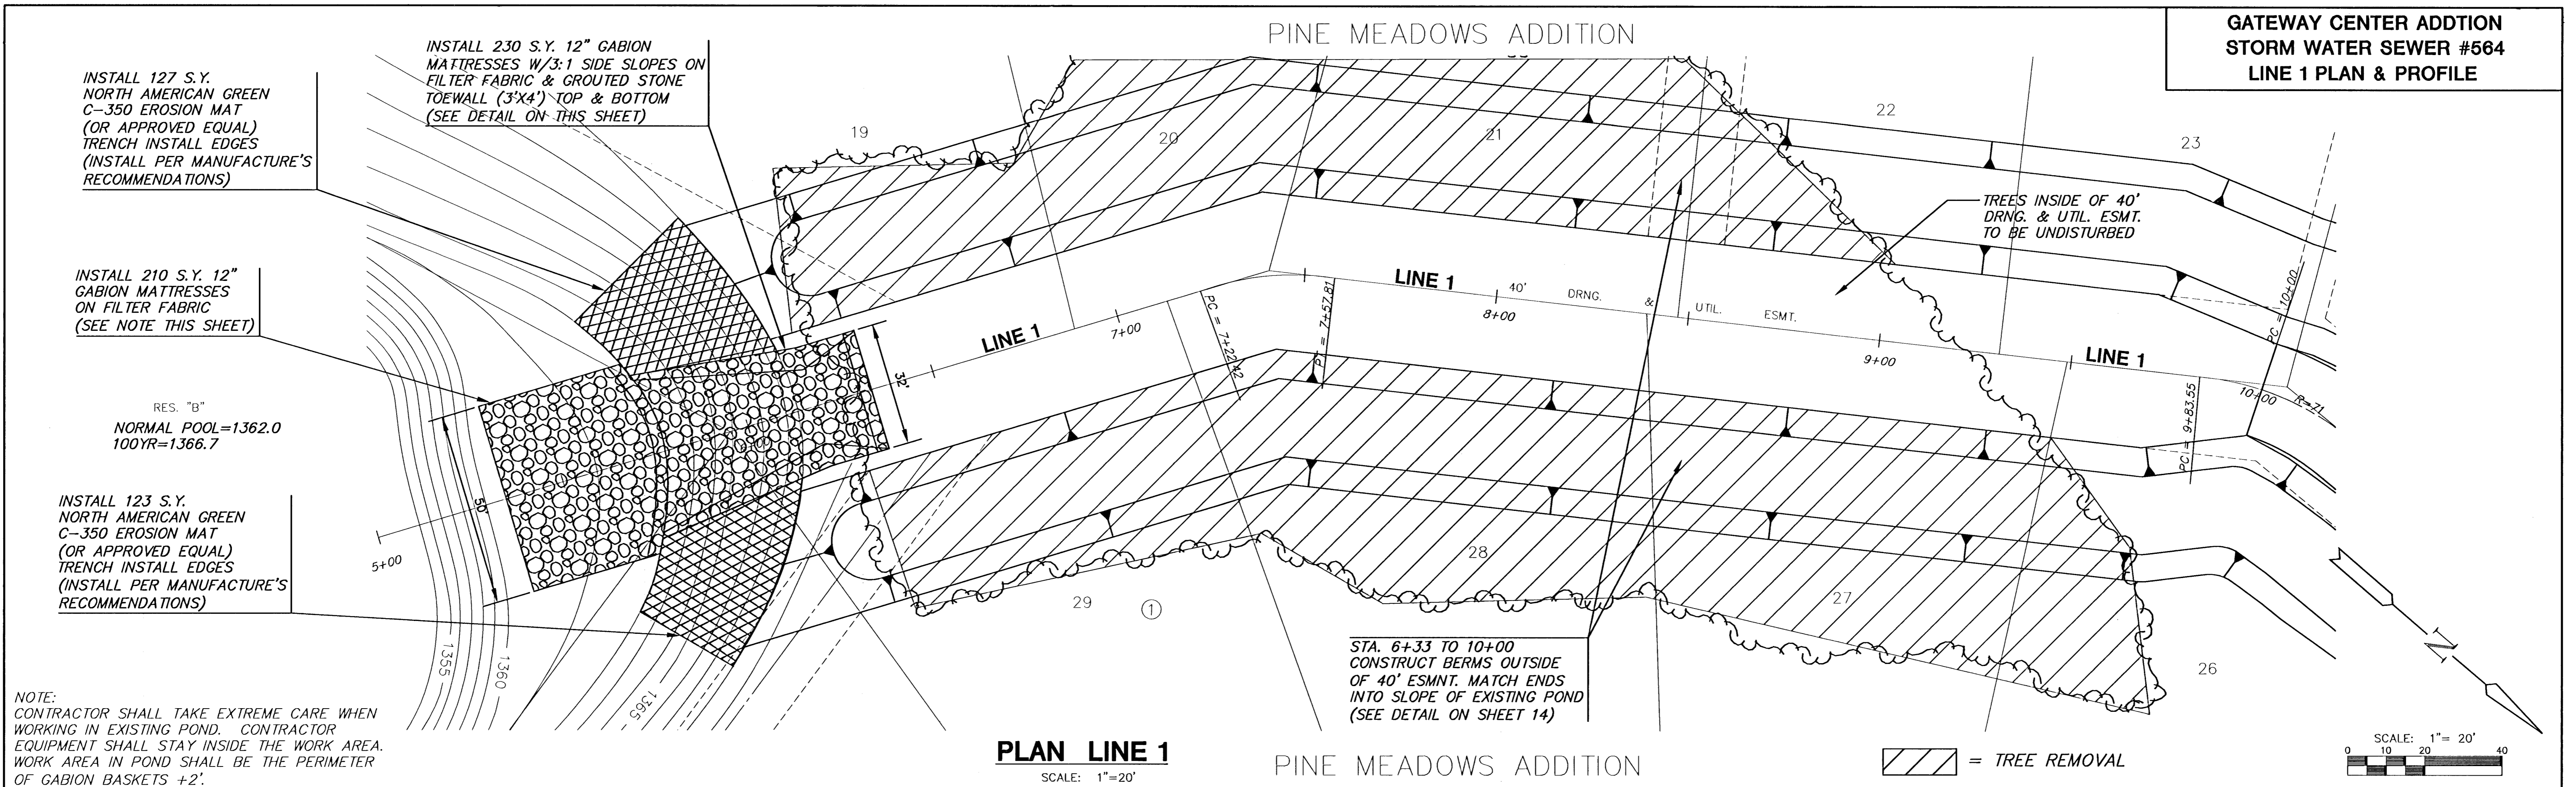 PINE MEADOWS ADDITION
GATEWAY CENTER ADDTION
STORM WATER SEWER #564
LINE 1 PLAN & PROFILE
INSTALL 127 S.Y.
NORTH AMERICAN GREEN
C-350 EROSION MAT
(OR APPROVED EQUAL)
TRENCH INSTALL EDGES
(INSTALL PER MANUFACTURE'S
RECOMMENDATIONS)
INSTALL 230 S.Y. 12" GABION
MATTRESSES W/3:1 SIDE SLOPES ON
FILTER FABRIC & GROUTED STONE
TOEWALL (3'X4') TOP & BOTTOM
(SEE DETAIL ON THIS SHEET)
19
20
21
22
23
TREES INSIDE OF 40'
DRNG. & UTIL. ESMT.
TO BE UNDISTURBED
INSTALL 210 S.Y. 12"
GABION MATTRESSES
ON FILTER FABRIC
(SEE NOTE THIS SHEET)
RES. "B"
NORMAL POOL=1362.0
100YR=1366.7
32'
50'
LINE 1
7+00
PC = 7+22.42
PT = 7+57.81
LINE 1
40' DRNG. & UTIL. ESMT.
8+00
9+00
LINE 1
PC = 9+83.55
10+00
R=71
PC = 10+00
INSTALL 123 S.Y.
NORTH AMERICAN GREEN
C-350 EROSION MAT
(OR APPROVED EQUAL)
TRENCH INSTALL EDGES
(INSTALL PER MANUFACTURE'S
RECOMMENDATIONS)
5+00
1355
1360
1365
29
1
28
27
26
STA. 6+33 TO 10+00
CONSTRUCT BERMS OUTSIDE
OF 40' ESMNT. MATCH ENDS
INTO SLOPE OF EXISTING POND
(SEE DETAIL ON SHEET 14)
N
NOTE:
CONTRACTOR SHALL TAKE EXTREME CARE WHEN
WORKING IN EXISTING POND. CONTRACTOR
EQUIPMENT SHALL STAY INSIDE THE WORK AREA.
WORK AREA IN POND SHALL BE THE PERIMETER
OF GABION BASKETS +2'.
PLAN LINE 1
SCALE: 1"=20'
PINE MEADOWS ADDITION
= TREE REMOVAL
SCALE: 1"= 20'
0 10 20 40